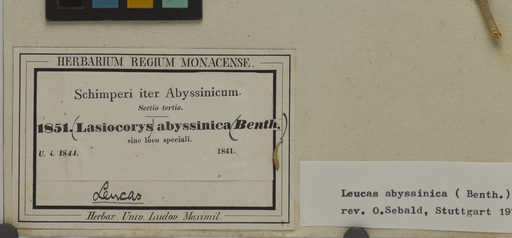 HERBARIUM REGIUM MONACENSE.
Schimperi iter Abyssinicum.
Sectio tertia.
1851. (Lasiocorys abyssinica (Benth.)
sine loco speciali.
U. i. 1844. 1841.
Leucas
Herbar. Univ. Ludov. Maximil.
Leucas abyssinica ( Benth.)
rev. O.Sebald, Stuttgart 19